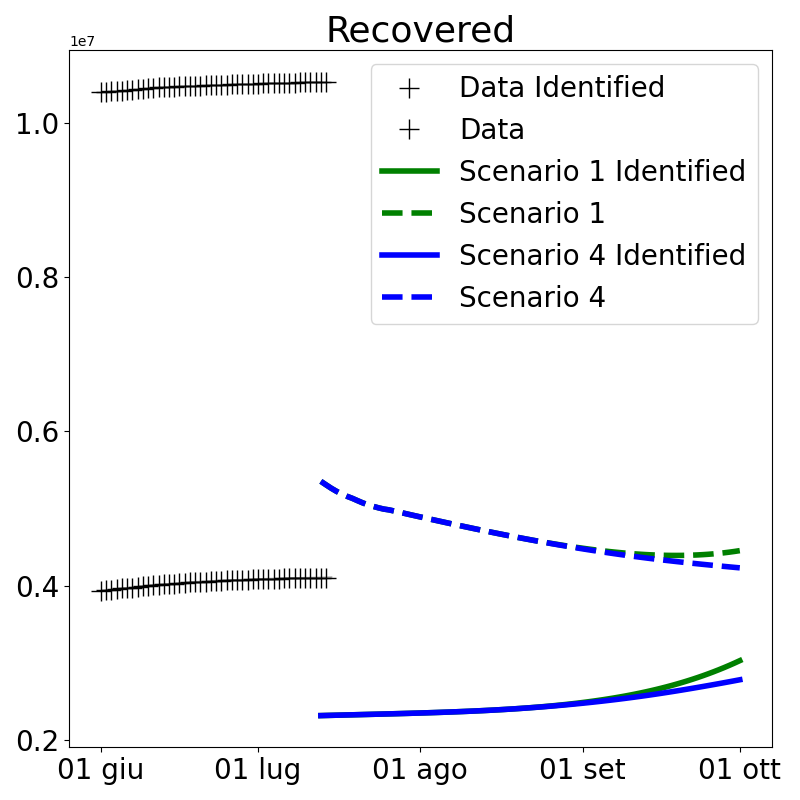 Recovered
1e7
Data Identified
Data
Scenario 1 Identified
Scenario 1
Scenario 4 Identified
Scenario 4
1.0
0.8
0.6
0.4
0.2
01 giu 01 lug 01 ago 01 set 01 ott